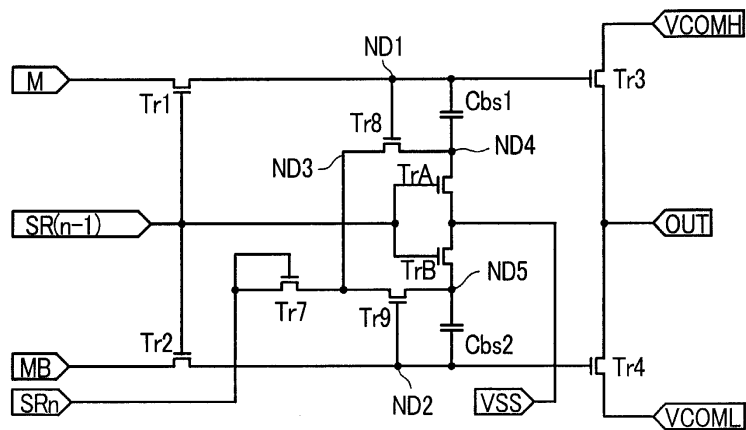 VCOMH
ND1
M
Tr3
Tr1
Cbs1
Tr8
ND3
ND4
TrA
SR(n-1)
OUT
TrB
ND5
Tr7
Tr9
Tr2
Cbs2
MB
Tr4
SRn
ND2
VSS
VCOML